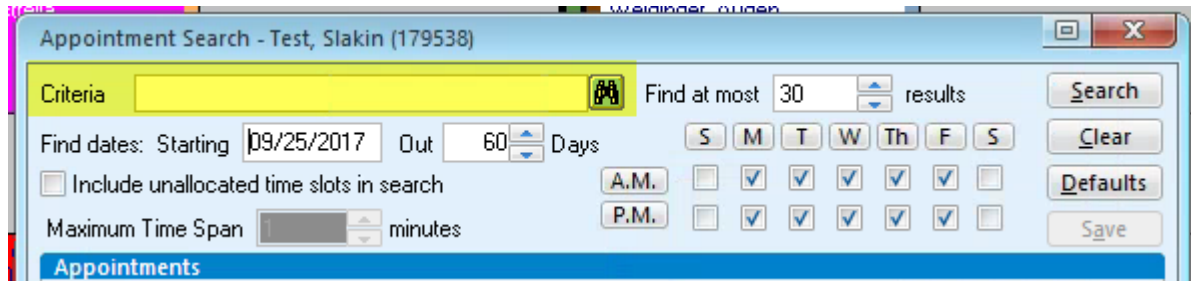 Appointment Search - Test, Slakin (179538)
Criteria Find at most 30 results Search
Find dates: Starting 09/25/2017 Out 60 Days S M T W Th F S Clear
Include unallocated time slots in search A.M. Defaults
Maximum Time Span 1 minutes P.M. Save
Appointments